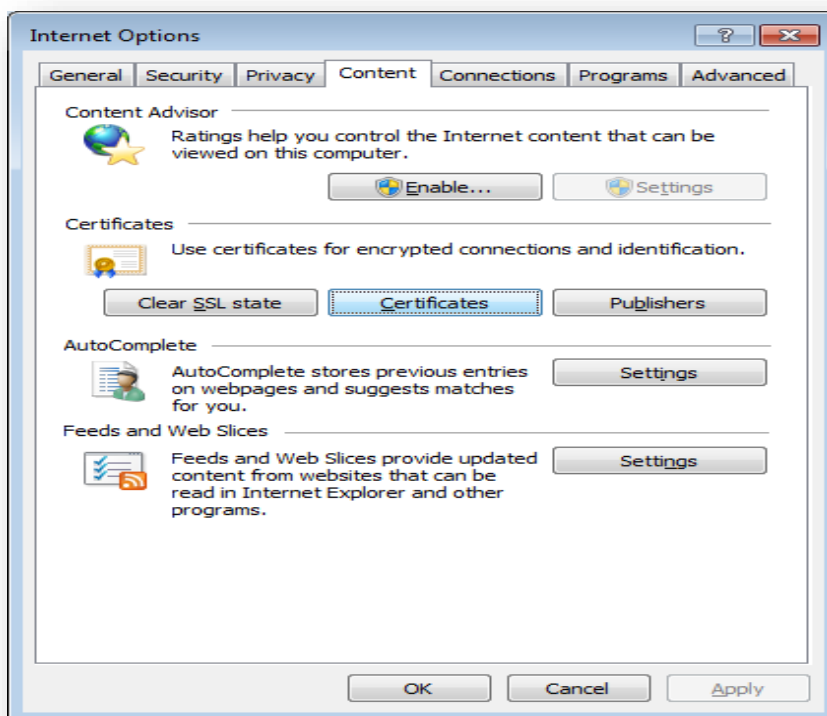 Internet Options
General Security Privacy Content Connections Programs Advanced
Content Advisor
Ratings help you control the Internet content that can be
viewed on this computer.
Enable... Settings
Certificates
Use certificates for encrypted connections and identification.
Clear SSL state Certificates Publishers
AutoComplete
AutoComplete stores previous entries
on webpages and suggests matches
for you.
Settings
Feeds and Web Slices
Feeds and Web Slices provide updated
content from websites that can be
read in Internet Explorer and other
programs.
Settings
OK Cancel Apply